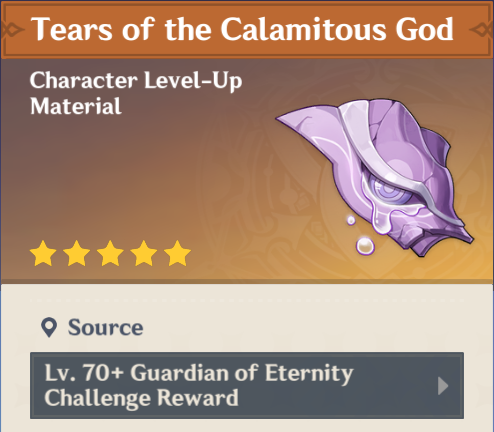 Tears of the Calamitous God
Character Level-Up
Material
Source
Lv. 70+ Guardian of Eternity
Challenge Reward